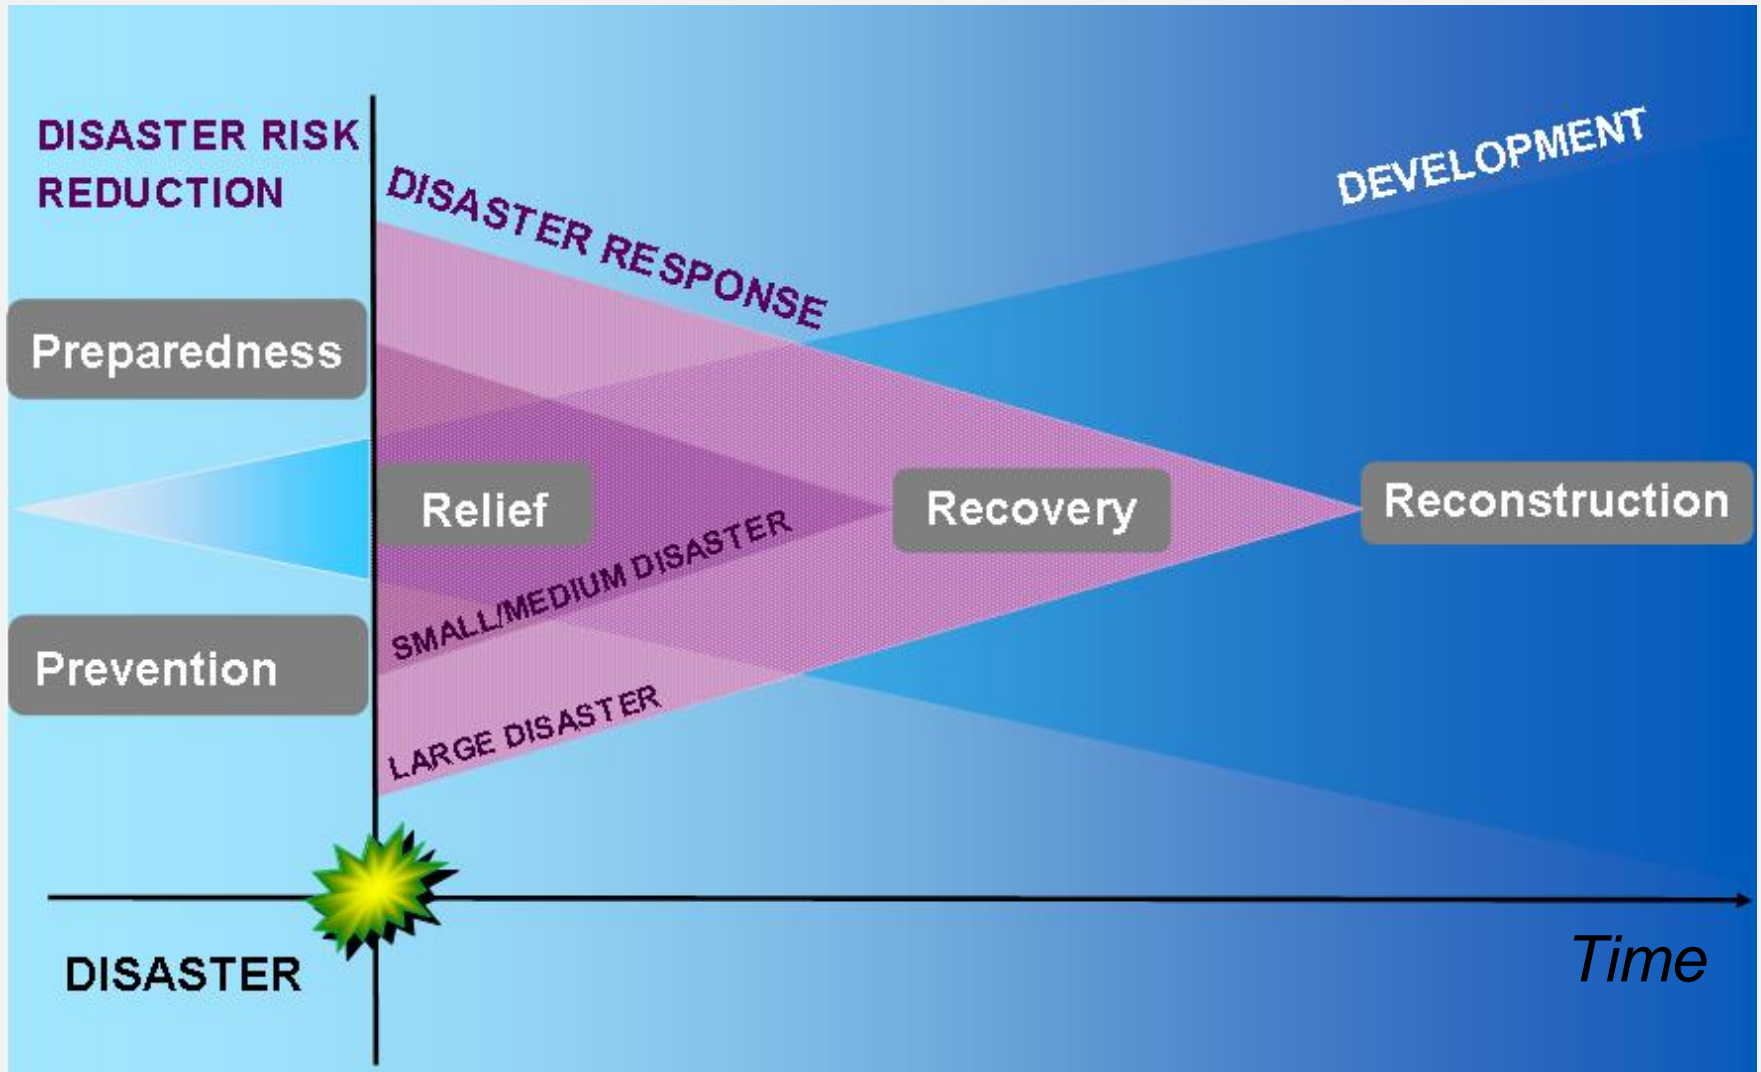 DISASTER RISK
REDUCTION
DISASTER RESPONSE
DEVELOPMENT
Preparedness
Relief
Recovery
Reconstruction
SMALL/MEDIUM DISASTER
Prevention
LARGE DISASTER
DISASTER
Time